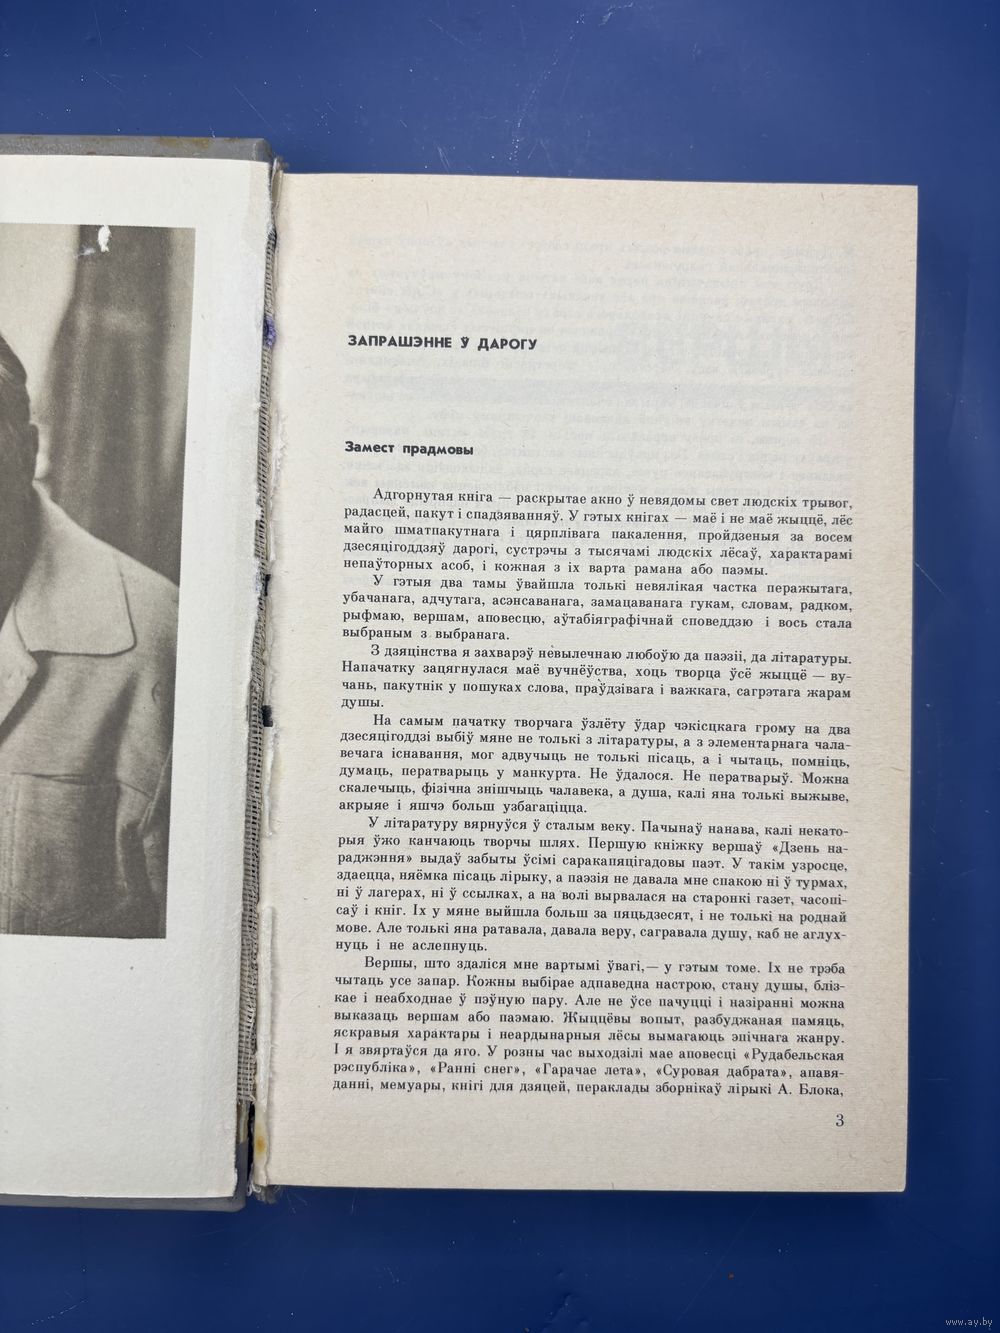 ЗАПРАШЭННЕ Ў ДАРОГУ
Замест прадмовы
Адгорнутая кніга — раскрытае акно ў невядомы свет людскіх трывог,
радасцей, пакут і спадзяванняў. У гэтых кнігах — маё і не маё жыццё, лёс
майго шматпакутнага і цярплівага пакалення, пройдзеныя за восем
дзесяцігоддзяў дарогі, сустрэчы з тысячамі людскіх лёсаў, характарамі
непаўторных асоб, і кожная з іх варта рамана або паэмы.
У гэтыя два тамы ўвайшла толькі невялікая частка перажытага,
убачанага, адчутага, асэнсаванага, замацаванага гукам, словам, радком,
рыфмаю, вершам, аповесцю, аўтабіяграфічнай споведдзю і вось стала
выбраным з выбранага.
З дзяцінства я захварэў невылечнаю любоўю да паэзіі, да літаратуры.
Напачатку зацягнулася маё вучнёўства, хоць творца ўсё жыццё — ву-
чань, пакутнік у пошуках слова, праўдзівага і важкага, сагрэтага жарам
душы.
На самым пачатку творчага ўзлёту ўдар чэкісцкага грому на два
дзесяцігоддзі выбіў мяне не толькі з літаратуры, а з элементарнага чала-
вечага існавання, мог адвучыць не толькі пісаць, а і чытаць, помніць,
думаць, ператварыць у манкурта. Не ўдалося. Не ператварыў. Можна
скалечыць, фізічна знішчыць чалавека, а душа, калі яна толькі выжыве,
акрыяе і яшчэ больш узбагаціцца.
У літаратуру вярнуўся ў сталым веку. Пачынаў нанава, калі некато-
рыя ўжо канчаюць творчы шлях. Першую кніжку вершаў «Дзень на-
раджэння» выдаў забыты ўсімі саракапяцігадовы паэт. У такім узросце,
здаецца, няёмка пісаць лірыку, а паэзія не давала мне спакою ні ў турмах,
ні ў лагерах, ні ў ссылках, а на волі вырвалася на старонкі газет, часопі-
саў і кніг. Іх у мяне выйшла больш за пяцьдзесят, і не толькі на роднай
мове. Але толькі яна ратавала, давала веру, сагравала душу, каб не аглух-
нуць і не аслепнуць.
Вершы, што здаліся мне вартымі ўвагі,— у гэтым томе. Іх не трэба
чытаць усе запар. Кожны выбірае адпаведна настрою, стану душы, бліз-
кае і неабходнае ў пэўную пару. Але не ўсе пачуцці і назіранні можна
выказаць вершам або паэмаю. Жыццёвы вопыт, разбуджаная памяць,
яскравыя характары і неардынарныя лёсы вымагаюць эпічнага жанру.
І я звяртаўся да яго. У розны час выходзілі мае аповесці «Рудабельская
рэспубліка», «Ранні снег», «Гарачае лета», «Суровая дабрата», апавя-
данні, мемуары, кнігі для дзяцей, пераклады зборнікаў лірыкі А. Блока,
3
www.ay.by